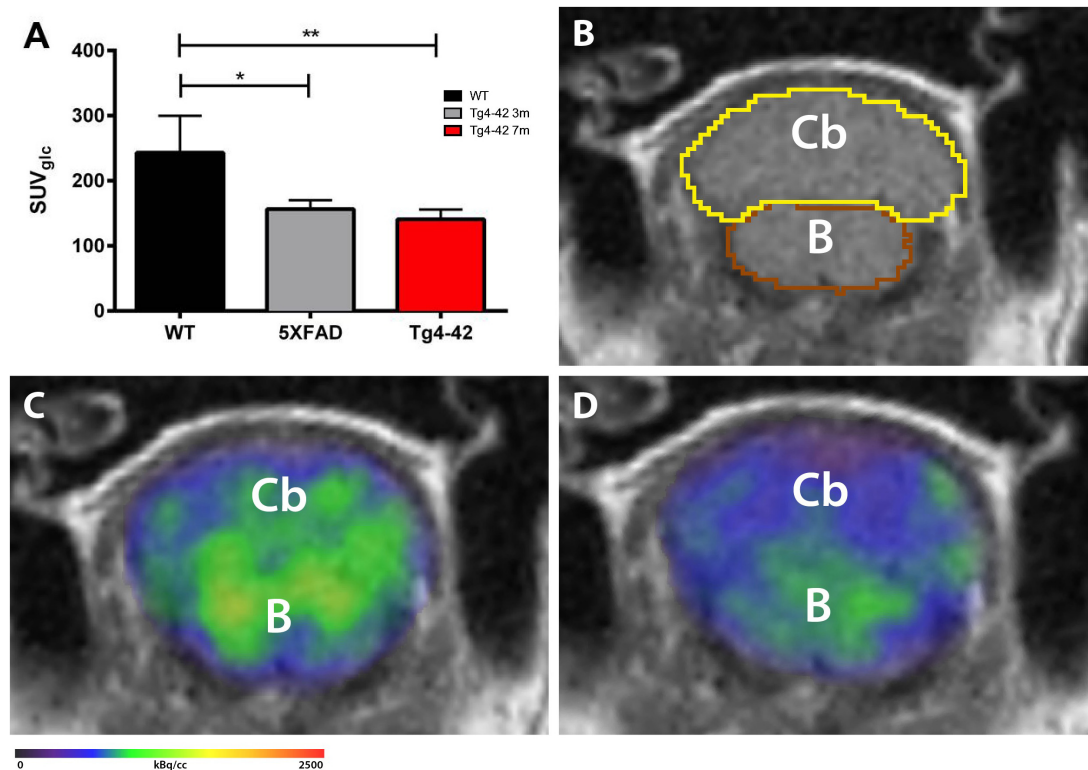 A
SUVglc
400
300
200
100
0
**
*
WT
Tg4-42 3m
Tg4-42 7m
WT
5XFAD
Tg4-42
B
Cb
B
C
Cb
B
D
Cb
B
0
kBq/cc
2500